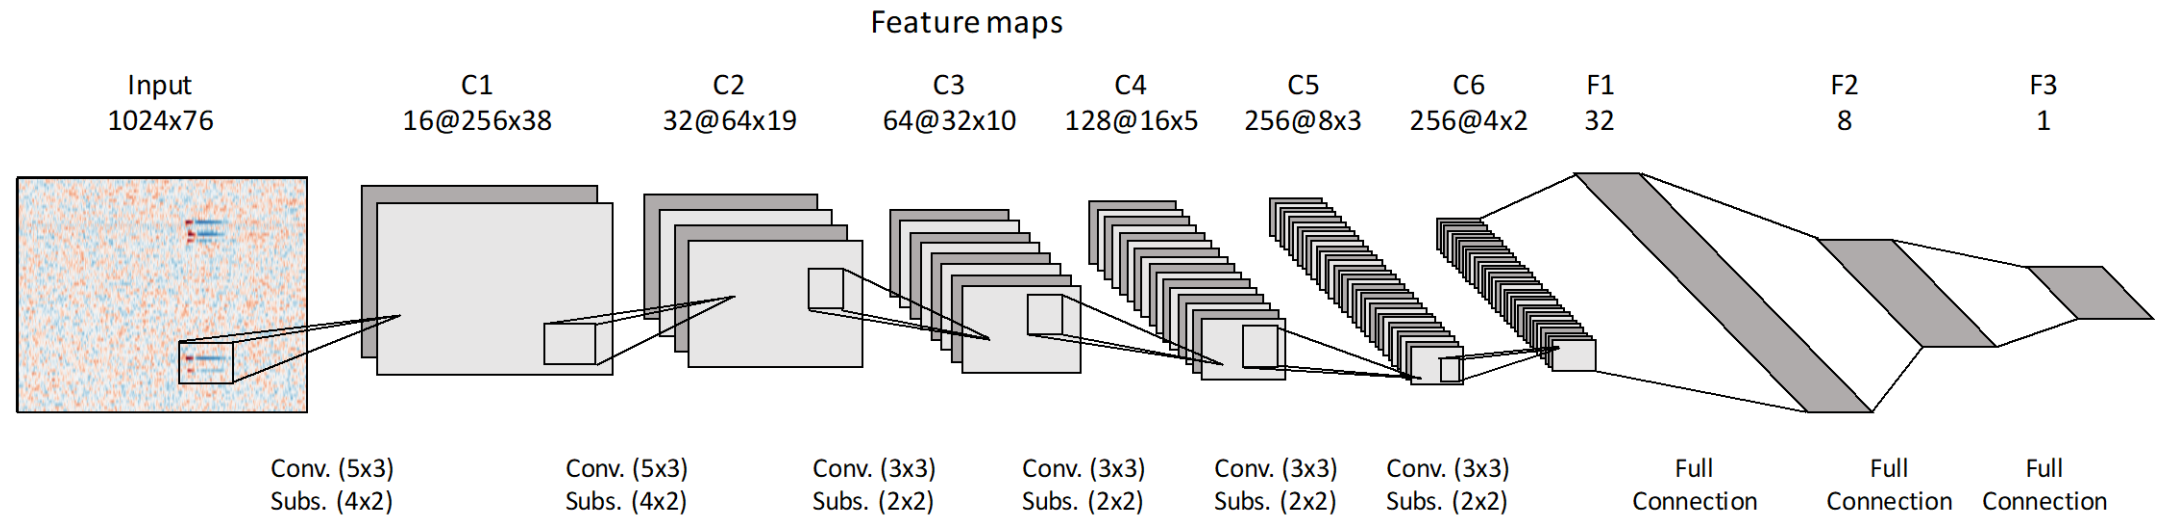 Feature maps
Input
1024x76
C1
16@256x38
C2
32@64x19
C3
64@32x10
C4
128@16x5
C5
256@8x3
C6
256@4x2
F1
32
F2
8
F3
1
Conv. (5x3)
Subs. (4x2)
Conv. (5x3)
Subs. (4x2)
Conv. (3x3)
Subs. (2x2)
Conv. (3x3)
Subs. (2x2)
Conv. (3x3)
Subs. (2x2)
Conv. (3x3)
Subs. (2x2)
Full
Connection
Full
Connection
Full
Connection